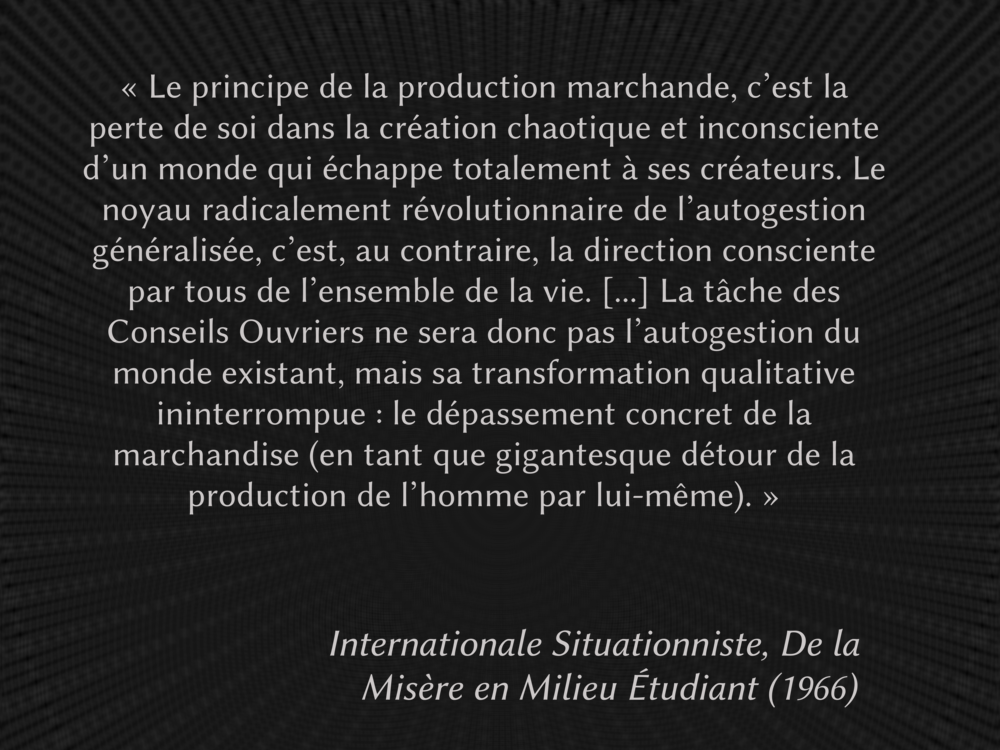 « Le principe de la production marchande, c’est la
perte de soi dans la création chaotique et inconsciente
d’un monde qui échappe totalement à ses créateurs. Le
noyau radicalement révolutionnaire de l’autogestion
généralisée, c’est, au contraire, la direction consciente
par tous de l’ensemble de la vie. [...] La tâche des
Conseils Ouvriers ne sera donc pas l’autogestion du
monde existant, mais sa transformation qualitative
ininterrompue : le dépassement concret de la
marchandise (en tant que gigantesque détour de la
production de l’homme par lui-même). »
Internationale Situationniste, De la
Misère en Milieu Étudiant (1966)